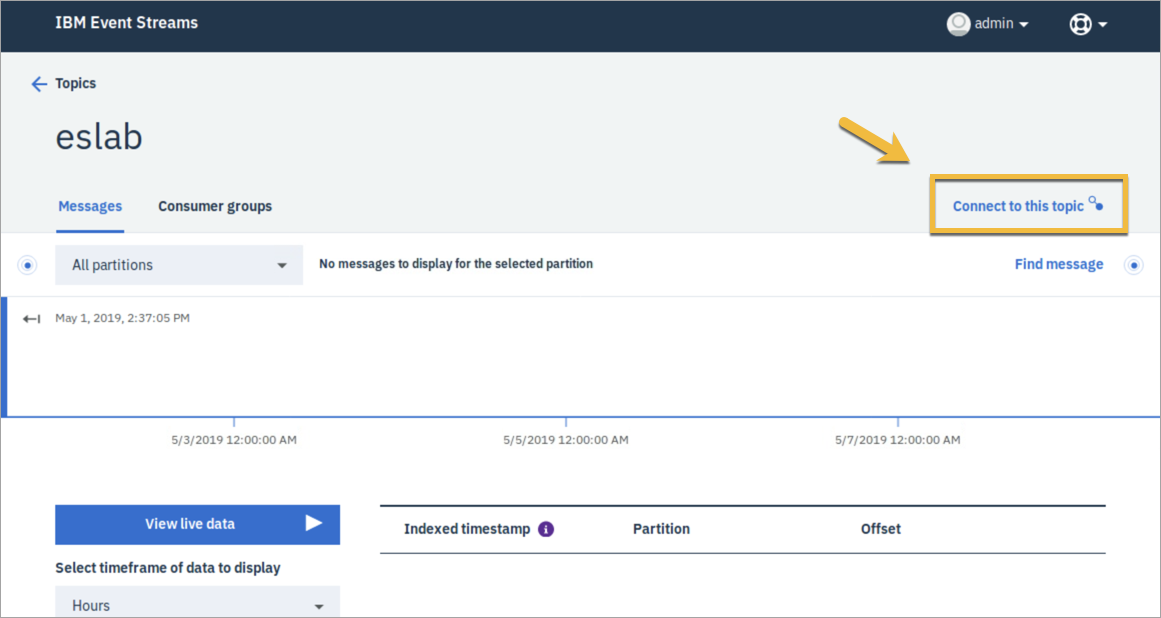 IBM Event Streams
admin
Topics
eslab
Messages
Consumer groups
Connect to this topic
All partitions
No messages to display for the selected partition
Find message
May 1, 2019, 2:37:05 PM
5/3/2019 12:00:00 AM
5/5/2019 12:00:00 AM
5/7/2019 12:00:00 AM
View live data
Indexed timestamp
Partition
Offset
Select timeframe of data to display
Hours